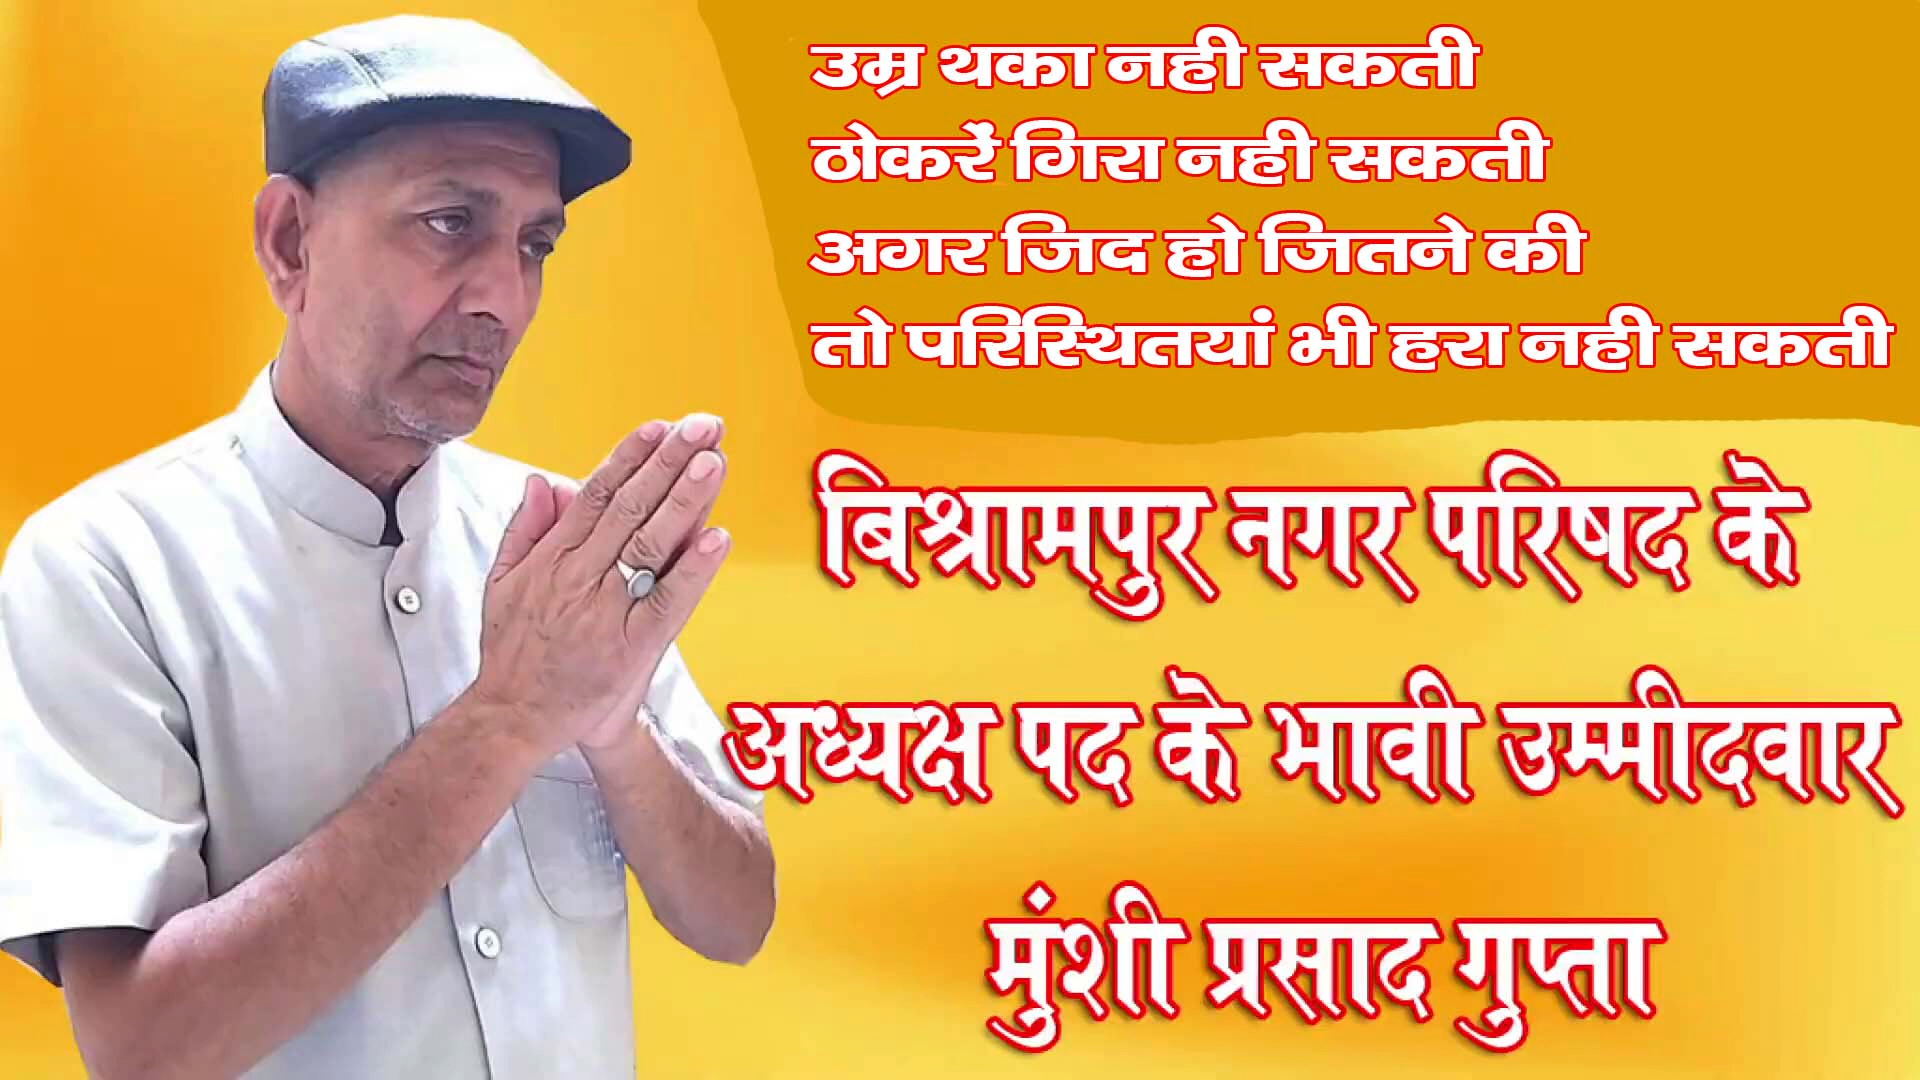 उम्र थका नही सकती
ठोकरें गिरा नही सकती
अगर जिद हो जितने की
तो परिस्थितयां भी हरा नही सकती
बिश्रामपुर नगर परिषद के
अध्यक्ष पद के भावी उम्मीदवार
मुंशी प्रसाद गुप्ता